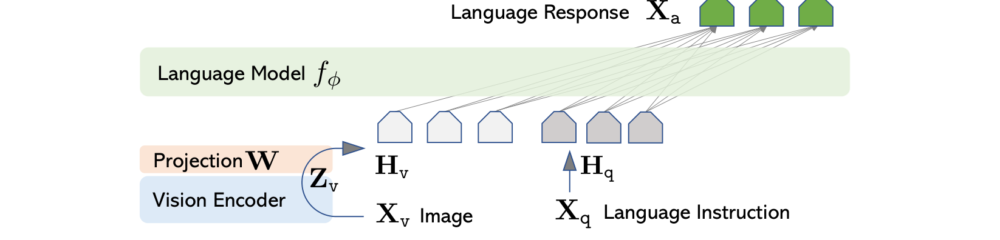 Language Response X_a
Language Model f_ϕ
Projection W
Z_v
H_v
H_q
Vision Encoder
X_v Image
X_q Language Instruction